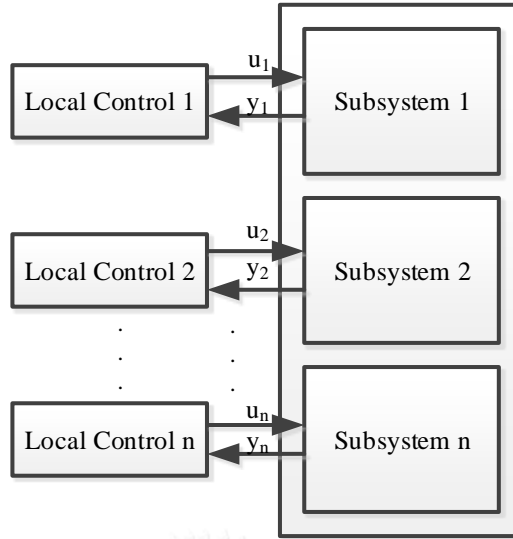 u₁
Local Control 1
y₁
Subsystem 1
u₂
Local Control 2
y₂
Subsystem 2
. .
. .
. .
uₙ
Local Control n
yₙ
Subsystem n